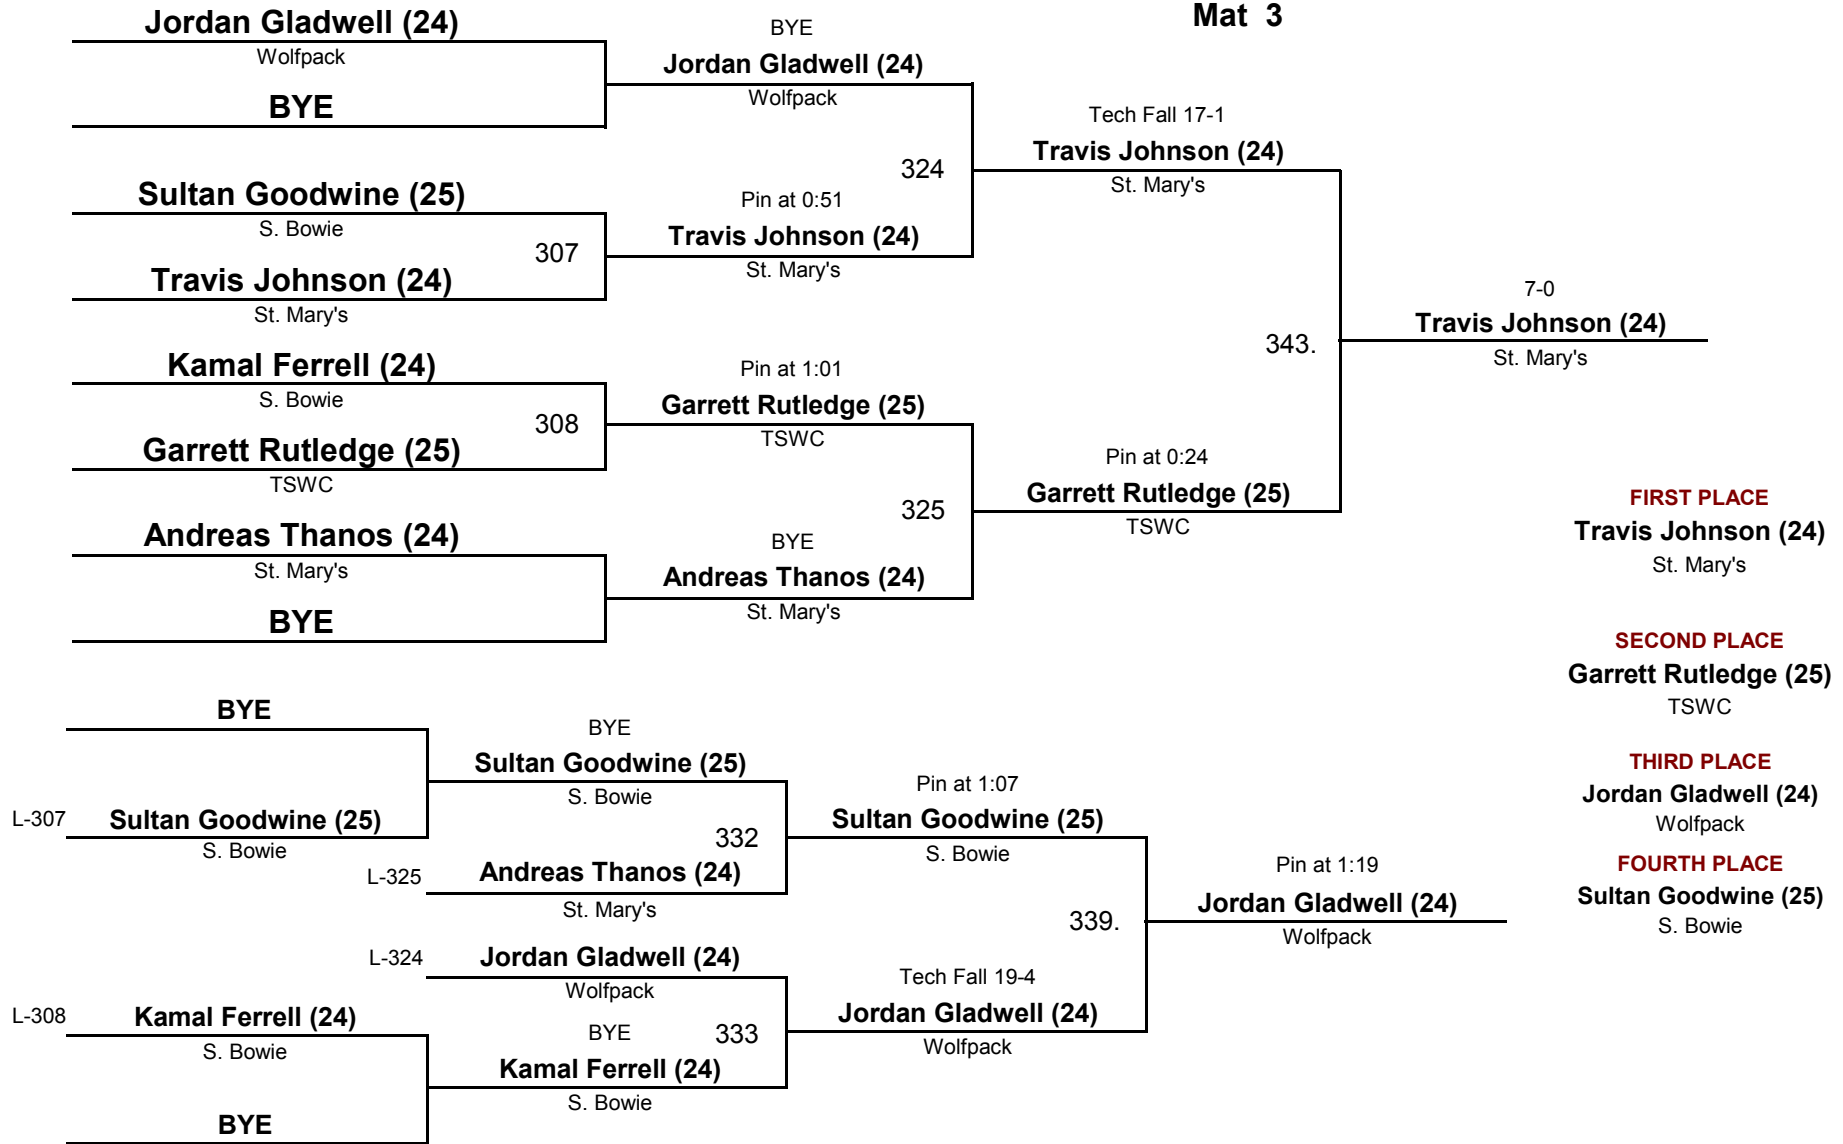 Mat 3
Jordan Gladwell (24)
Wolfpack
BYE
Sultan Goodwine (25)
S. Bowie
307
Travis Johnson (24)
St. Mary's
Kamal Ferrell (24)
S. Bowie
308
Garrett Rutledge (25)
TSWC
Andreas Thanos (24)
St. Mary's
BYE
BYE
Jordan Gladwell (24)
Wolfpack
324
Pin at 0:51
Travis Johnson (24)
St. Mary's
Pin at 1:01
Garrett Rutledge (25)
TSWC
325
BYE
Andreas Thanos (24)
St. Mary's
Tech Fall 17-1
Travis Johnson (24)
St. Mary's
343.
Pin at 0:24
Garrett Rutledge (25)
TSWC
7-0
Travis Johnson (24)
St. Mary's
FIRST PLACE
Travis Johnson (24)
St. Mary's
SECOND PLACE
Garrett Rutledge (25)
TSWC
THIRD PLACE
Jordan Gladwell (24)
Wolfpack
FOURTH PLACE
Sultan Goodwine (25)
S. Bowie
BYE
L-307 Sultan Goodwine (25)
S. Bowie
L-308 Kamal Ferrell (24)
S. Bowie
BYE
BYE
Sultan Goodwine (25)
S. Bowie
332
L-325 Andreas Thanos (24)
St. Mary's
L-324 Jordan Gladwell (24)
Wolfpack
BYE 333
Kamal Ferrell (24)
S. Bowie
Pin at 1:07
Sultan Goodwine (25)
S. Bowie
339.
Tech Fall 19-4
Jordan Gladwell (24)
Wolfpack
Pin at 1:19
Jordan Gladwell (24)
Wolfpack